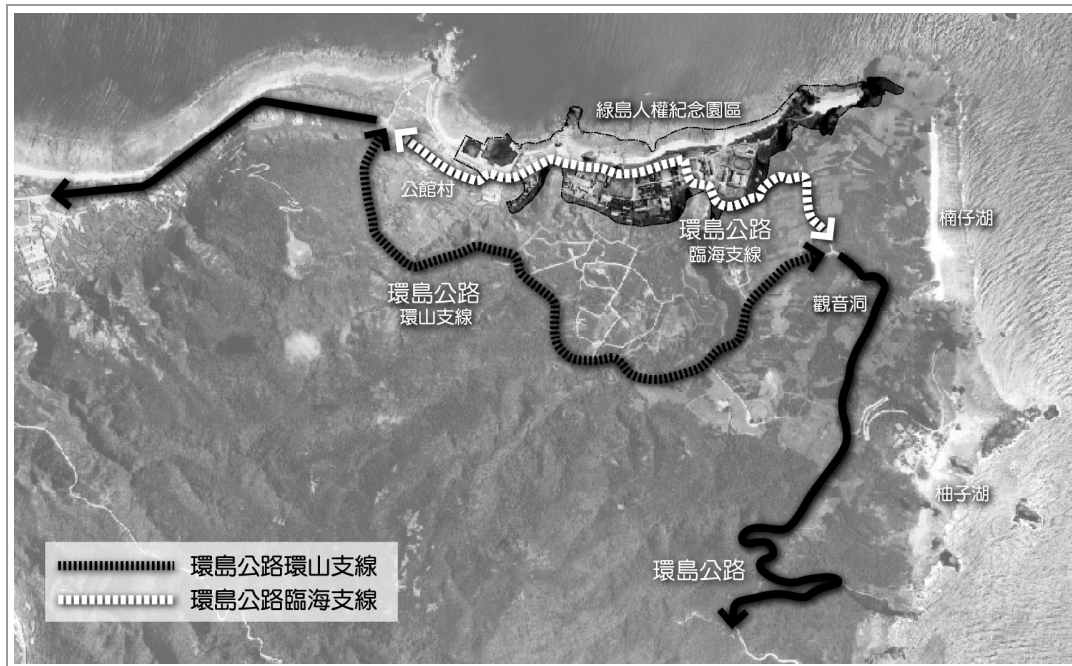 綠島人權紀念園區
公館村
楠仔湖
環島公路
臨海支線
環島公路
環山支線
觀音洞
柚子湖
環島公路
環島公路環山支線
環島公路臨海支線